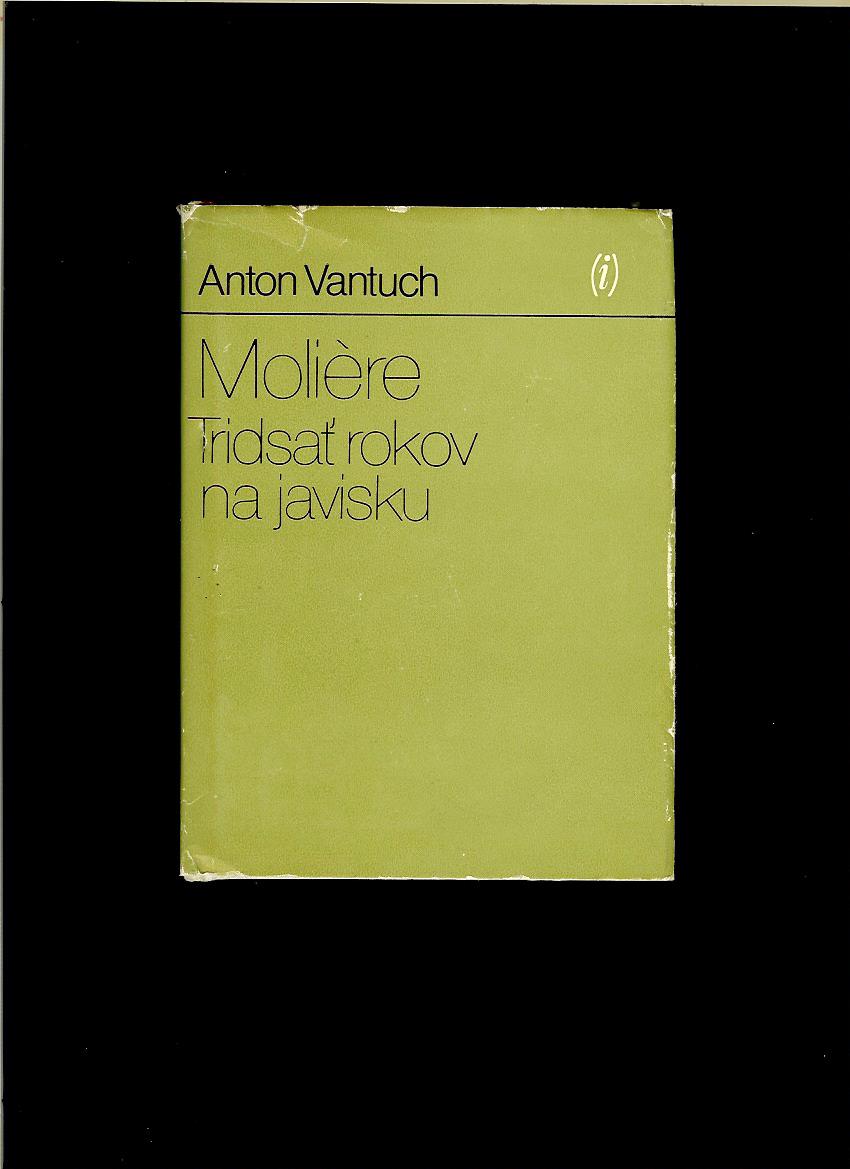 Anton Vantuch
(i)
Molière
Tridsať rokov
na javisku